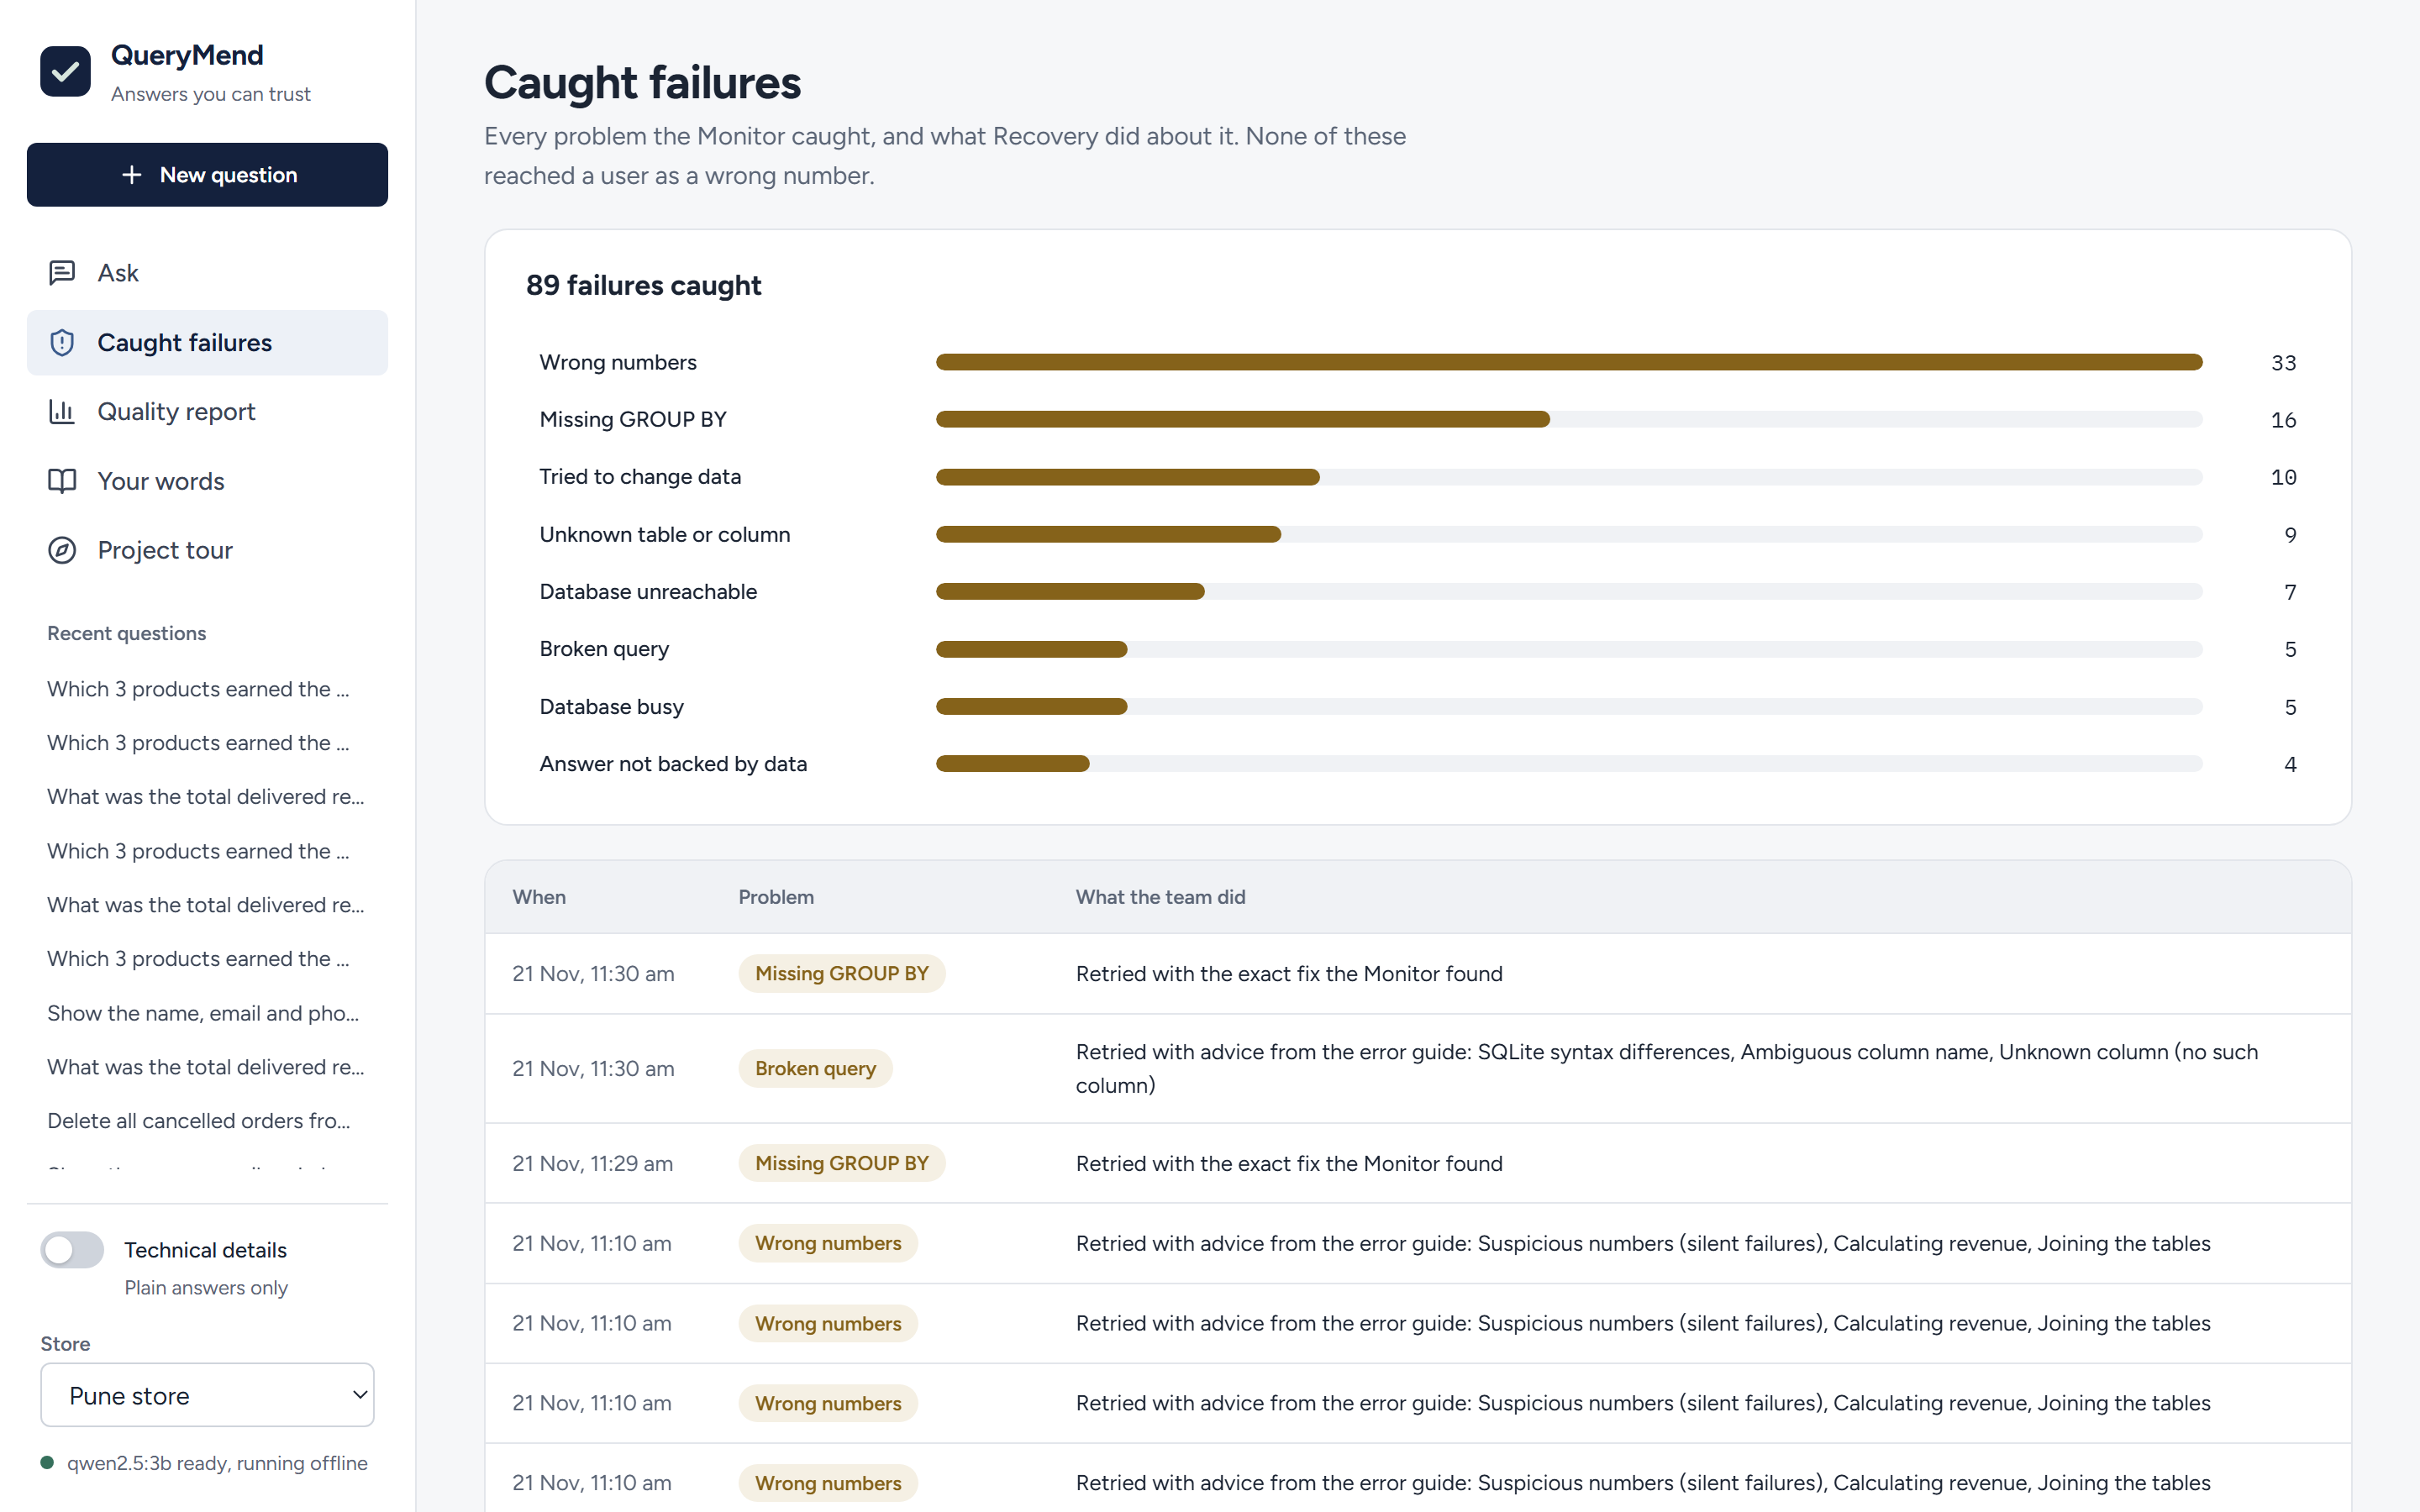 QueryMend
Answers you can trust
New question
Ask
Caught failures
Quality report
Your words
Project tour
Recent questions
Which 3 products earned the ...
Which 3 products earned the ...
What was the total delivered re...
Which 3 products earned the ...
What was the total delivered re...
Which 3 products earned the ...
Show the name, email and pho...
What was the total delivered re...
Delete all cancelled orders fro...
Technical details
Plain answers only
Store
Pune store
qwen2.5:3b ready, running offline
Caught failures
Every problem the Monitor caught, and what Recovery did about it. None of these
reached a user as a wrong number.
89 failures caught
Wrong numbers 33
Missing GROUP BY 16
Tried to change data 10
Unknown table or column 9
Database unreachable 7
Broken query 5
Database busy 5
Answer not backed by data 4
When Problem What the team did
21 Nov, 11:30 am Missing GROUP BY Retried with the exact fix the Monitor found
21 Nov, 11:30 am Broken query Retried with advice from the error guide: SQLite syntax differences, Ambiguous column name, Unknown column (no such
column)
21 Nov, 11:29 am Missing GROUP BY Retried with the exact fix the Monitor found
21 Nov, 11:10 am Wrong numbers Retried with advice from the error guide: Suspicious numbers (silent failures), Calculating revenue, Joining the tables
21 Nov, 11:10 am Wrong numbers Retried with advice from the error guide: Suspicious numbers (silent failures), Calculating revenue, Joining the tables
21 Nov, 11:10 am Wrong numbers Retried with advice from the error guide: Suspicious numbers (silent failures), Calculating revenue, Joining the tables
21 Nov, 11:10 am Wrong numbers Retried with advice from the error guide: Suspicious numbers (silent failures), Calculating revenue, Joining the tables